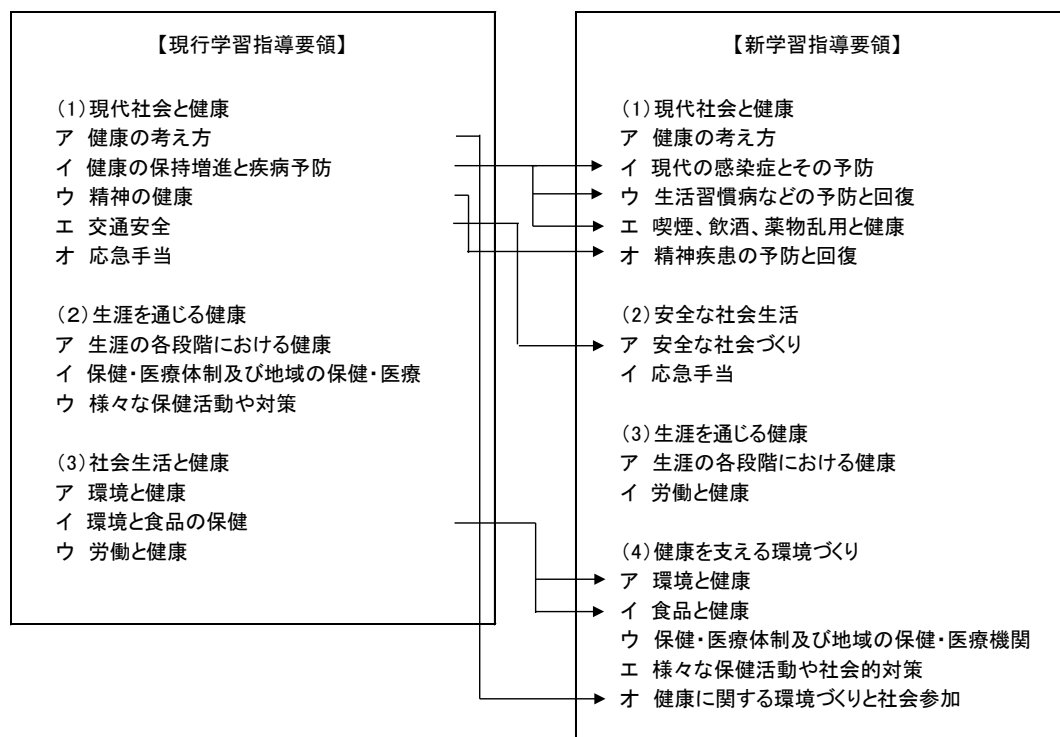 【現行学習指導要領】
(1)現代社会と健康
ア 健康の考え方
イ 健康の保持増進と疾病予防
ウ 精神の健康
エ 交通安全
オ 応急手当
(2)生涯を通じる健康
ア 生涯の各段階における健康
イ 保健・医療体制及び地域の保健・医療
ウ 様々な保健活動や対策
(3)社会生活と健康
ア 環境と健康
イ 環境と食品の保健
ウ 労働と健康
【新学習指導要領】
(1)現代社会と健康
ア 健康の考え方
イ 現代の感染症とその予防
ウ 生活習慣病などの予防と回復
エ 喫煙、飲酒、薬物乱用と健康
オ 精神疾患の予防と回復
(2)安全な社会生活
ア 安全な社会づくり
イ 応急手当
(3)生涯を通じる健康
ア 生涯の各段階における健康
イ 労働と健康
(4)健康を支える環境づくり
ア 環境と健康
イ 食品と健康
ウ 保健・医療体制及び地域の保健・医療機関
エ 様々な保健活動や社会的対策
オ 健康に関する環境づくりと社会参加